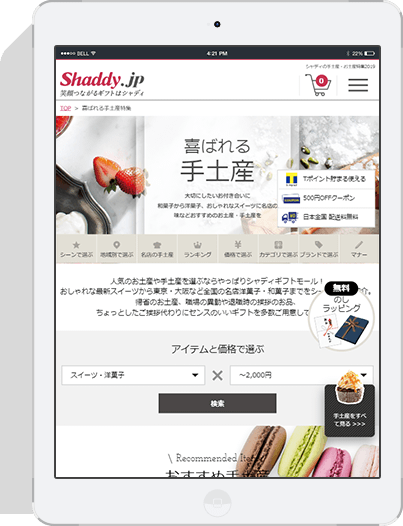 BELL 4:21 PM 22%
シャディの手土産・お土産特集2019
Shaddy.jp
笑顔つながるギフトはシャディ
0
TOP > 喜ばれる手土産特集
喜ばれる
手土産
大切にしたいお付き合いに
和菓子から洋菓子、おしゃれなスイーツに名店の
味などおすすめのお土産・手土産を
Tポイント貯まる使える
500円OFFクーポン
日本全国 配送料無料
シーンで選ぶ 地域別で選ぶ 名店の手土産 ランキング 価格で選ぶ カテゴリで選ぶ ブランドで選ぶ マナー
人気のお土産や手土産を選ぶならやっぱりシャディギフトモール！
おしゃれな最新スイーツから東京・大阪など全国の名店洋菓子・和菓子までをシ 介。
帰省のお土産、職場の異動や退職時の挨拶のお品、
ちょっとしたご挨拶代わりにセンスのいいギフトを多数ご用意して
無料
のし
ラッピング
アイテムと価格で選ぶ
スイーツ・洋菓子 × ～2,000円
検索
手土産をすべ
て見る >>>
\ Recommended Ite
おすすめ手土産